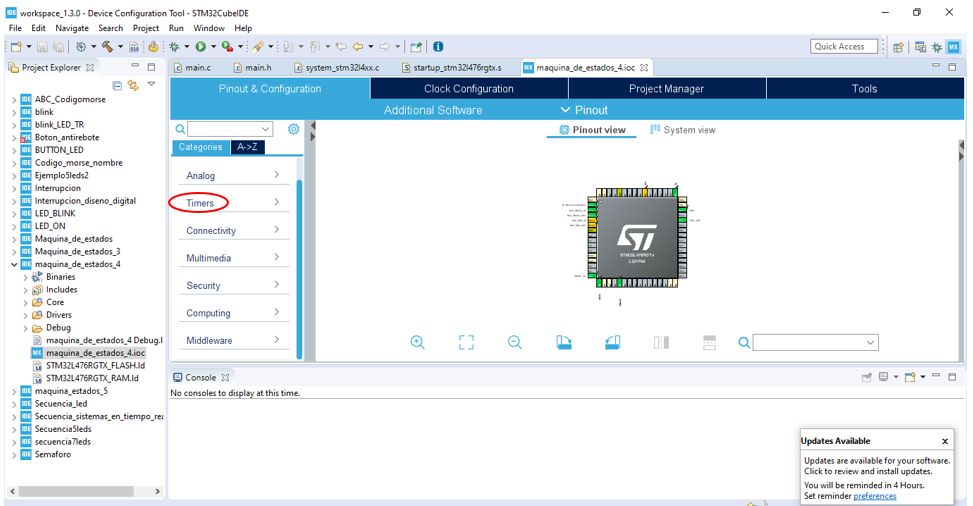 workspace_1.3.0 - Device Configuration Tool - STM32CubeIDE
File Edit Navigate Search Project Run Window Help
Quick Access
Project Explorer
main.c main.h system_stm32l4xx.c startup_stm32l476rgtx.s maquina_de_estados_4.ioc
Pinout & Configuration Clock Configuration Project Manager Tools
Additional Software Pinout
Pinout view System view
Categories A->Z
Analog
Timers
Connectivity
Multimedia
Security
Computing
Middleware
ABC_Codigomorse
blink
blink_LED_TR
Boton_antirebote
BUTTON_LED
Codigo_morse_nombre
Ejemplo5leds2
Interrupcion
Interrupcion_diseno_digital
LED_BLINK
LED_ON
Maquina_de_estados
Maquina_de_estados_3
maquina_de_estados_4
Binaries
Includes
Core
Drivers
Debug
maquina_de_estados_4 Debug.l
maquina_de_estados_4.ioc
STM32L476RGTX_FLASH.ld
STM32L476RGTX_RAM.ld
maquina_estados_5
Secuencia_led
Secuencia_sistemas_en_tiempo_rea
Secuencia5leds
secuencia7leds
Semaforo
STM32L476RGTx
LQFP64
Console
No consoles to display at this time.
Updates Available
Updates are available for your software.
Click to review and install updates.
You will be reminded in 4 Hours.
Set reminder preferences